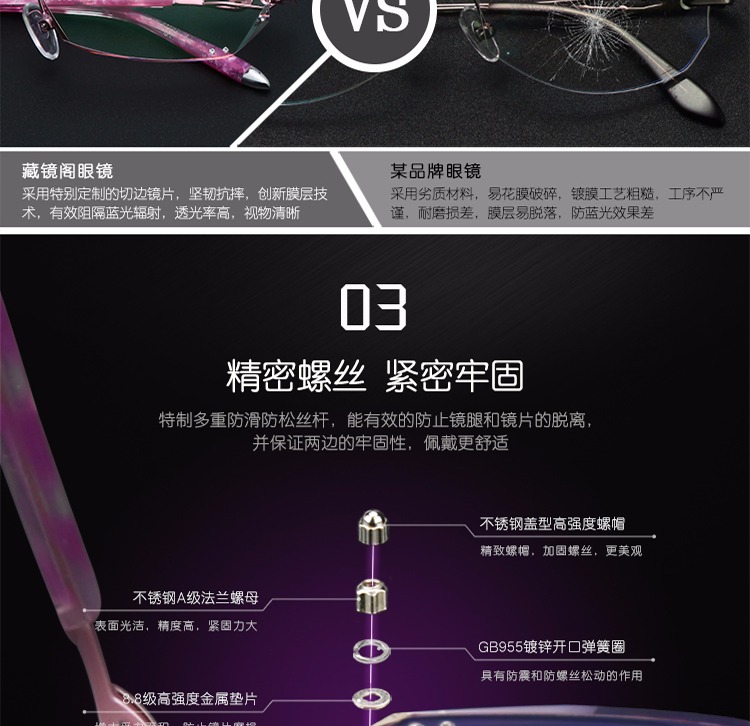 VS
藏镜阁眼镜
采用特别定制的切边镜片，坚韧抗摔，创新膜层技
术，有效阻隔蓝光辐射，透光率高，视物清晰
某品牌眼镜
采用劣质材料，易花膜破碎，镀膜工艺粗糙，工序不严
谨，耐磨损差，膜层易脱落，防蓝光效果差
03
精密螺丝 紧密牢固
特制多重防滑防松丝杆，能有效的防止镜腿和镜片的脱离，
并保证两边的牢固性，佩戴更舒适
不锈钢盖型高强度螺帽
精致螺帽，加固螺丝，更美观
不锈钢A级法兰螺母
表面光洁，精度高，紧固力大
GB955镀锌开口弹簧圈
具有防震和防螺丝松动的作用
8.8级高强度金属垫片